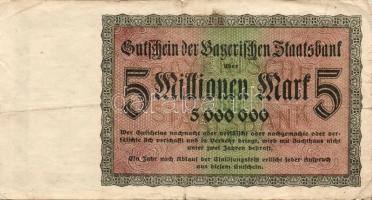 Gutschein der Bayerischen Staatsbank
über
5 Millionen Mark 5
5 000 000
Wer Gutscheine nachmacht oder verfälscht oder nachgemachte oder ver-
fälschte sich verschafft und in Verkehr bringt, wird mit Zuchthaus nicht
unter zwei Jahren bestraft.
Ein Jahr nach Ablauf der Einlösungsfrist erlischt jeder Anspruch
aus diesem Gutschein.